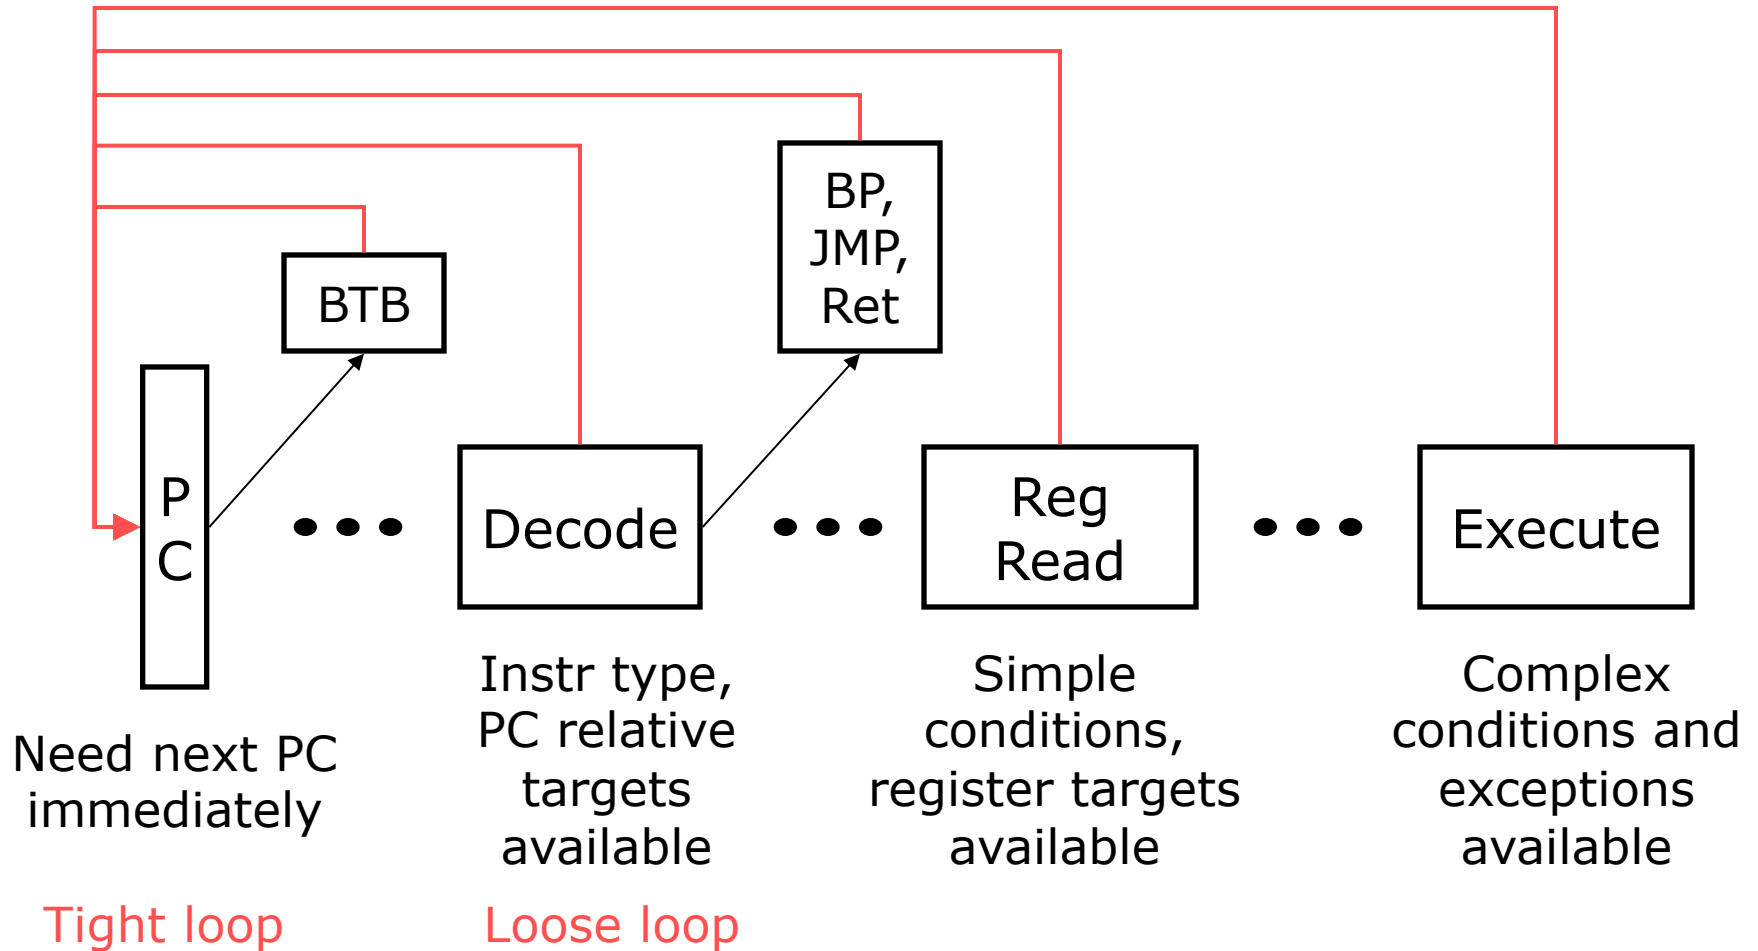 BP,
JMP,
Ret
BTB
P
C
Decode
Reg
Read
Execute
Need next PC
immediately
Instr type,
PC relative
targets
available
Simple
conditions,
register targets
available
Complex
conditions and
exceptions
available
Tight loop
Loose loop